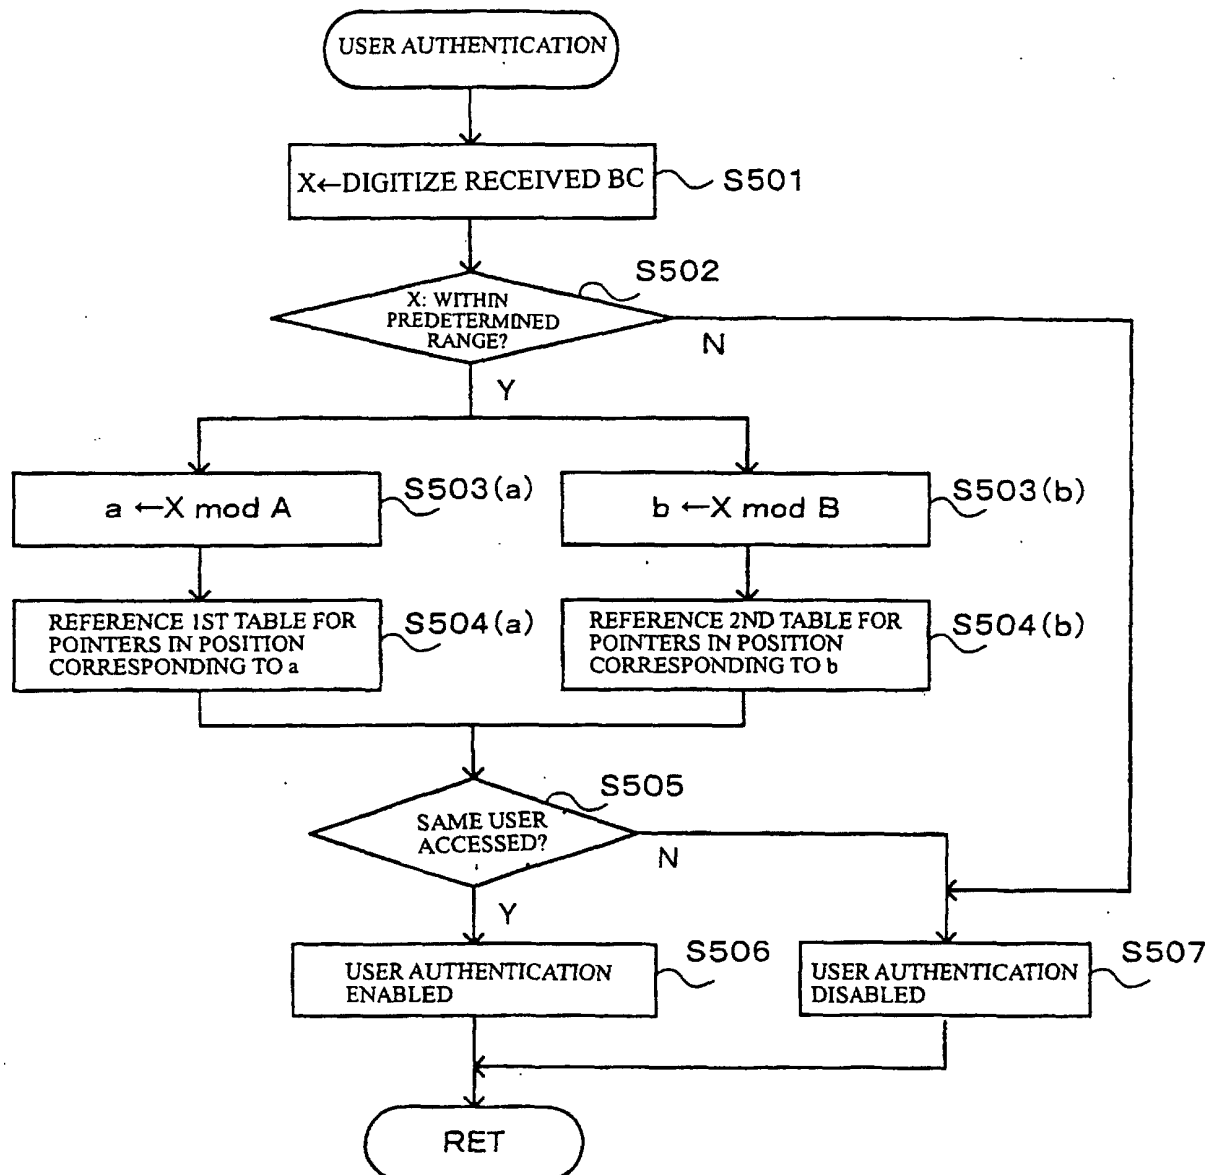 USER AUTHENTICATION
X←DIGITIZE RECEIVED BC
S501
S502
X: WITHIN
PREDETERMINED
RANGE?
N
Y
a ←X mod A
S503(a)
b ←X mod B
S503(b)
REFERENCE 1ST TABLE FOR
POINTERS IN POSITION
CORRESPONDING TO a
S504(a)
REFERENCE 2ND TABLE FOR
POINTERS IN POSITION
CORRESPONDING TO b
S504(b)
S505
SAME USER
ACCESSED?
N
Y
USER AUTHENTICATION
ENABLED
S506
USER AUTHENTICATION
DISABLED
S507
RET